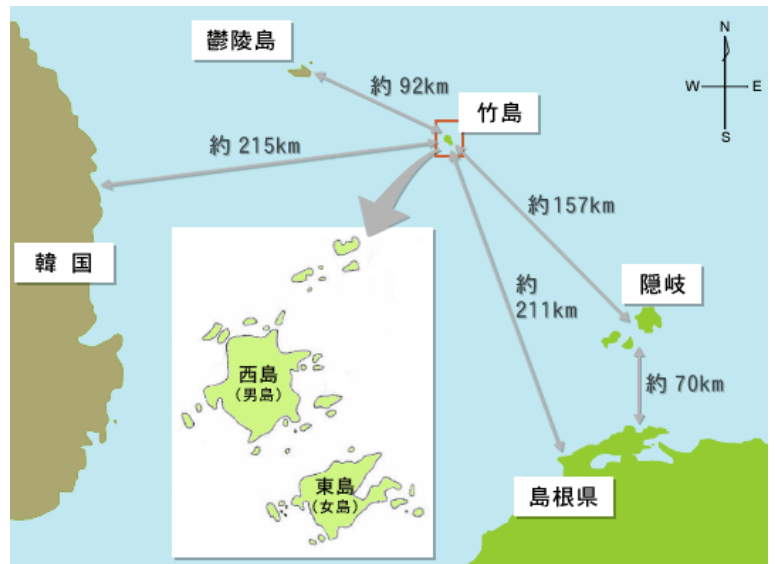 鬱陵島
N
W E
S
約 92km
竹島
約 215km
約157km
韓 国
隠岐
約
211km
西島
(男島)
約 70km
東島
(女島)
島根県